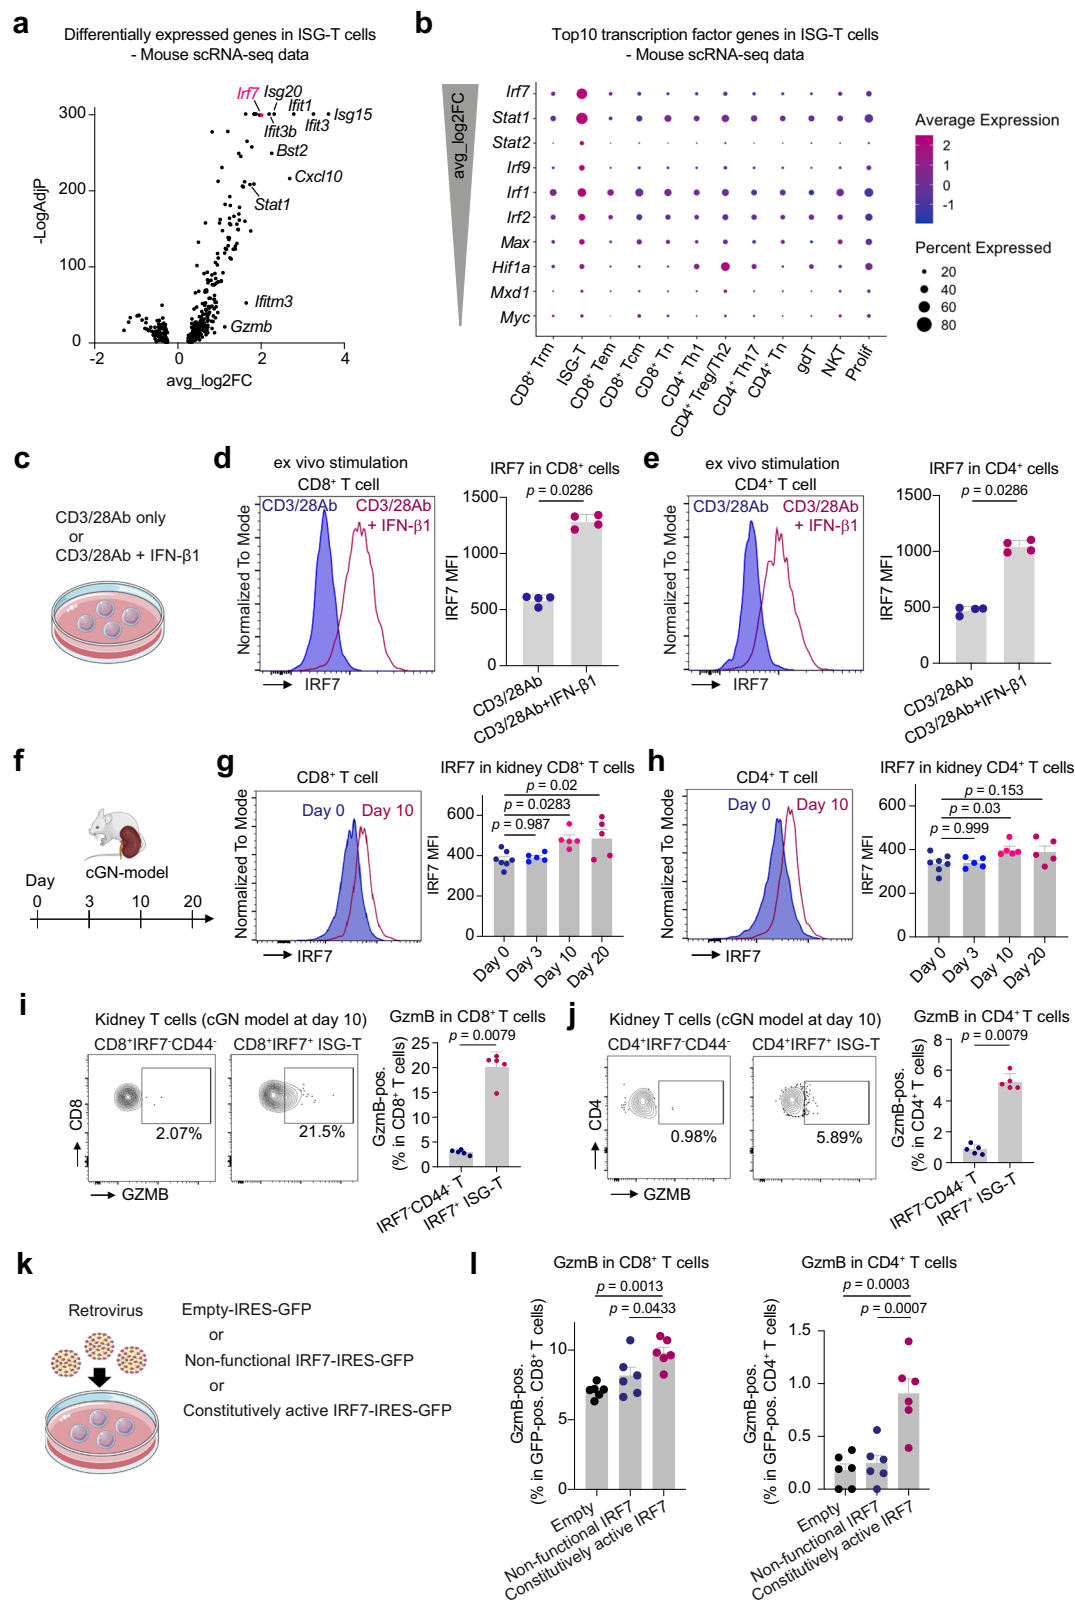 a
Differentially expressed genes in ISG-T cells
- Mouse scRNA-seq data
Irf7
Isg20
Ifit1
Isg15
Ifit3b
Ifit3
Bst2
Cxcl10
Stat1
Ifitm3
Gzmb
300
200
100
0
-LogAdjP
-2
0
2
4
avg_log2FC
b
Top10 transcription factor genes in ISG-T cells
- Mouse scRNA-seq data
avg_log2FC
Irf7
Stat1
Stat2
Irf9
Irf1
Irf2
Max
Hif1a
Mxd1
Myc
CD8⁺ Trm
ISG-T
CD8⁺ Tem
CD8⁺ Tcm
CD8⁺ Tn
CD4⁺ Th1
CD4⁺ Treg/Th2
CD4⁺ Th17
CD4⁺ Tn
gdT
NKT
Prolif
Average Expression
2
1
0
-1
Percent Expressed
20
40
60
80
c
CD3/28Ab only
or
CD3/28Ab + IFN-β1
d
ex vivo stimulation
CD8⁺ T cell
CD3/28Ab
CD3/28Ab
+ IFN-β1
Normalized To Mode
IRF7
IRF7 in CD8⁺ cells
p = 0.0286
1500
1000
500
0
IRF7 MFI
CD3/28Ab
CD3/28Ab+IFN-β1
e
ex vivo stimulation
CD4⁺ T cell
CD3/28Ab
CD3/28Ab
+ IFN-β1
Normalized To Mode
IRF7
IRF7 in CD4⁺ cells
p = 0.0286
1500
1000
500
0
IRF7 MFI
CD3/28Ab
CD3/28Ab+IFN-β1
f
cGN-model
Day
0
3
10
20
g
CD8⁺ T cell
Day 0
Day 10
Normalized To Mode
IRF7
IRF7 in kidney CD8⁺ T cells
p = 0.02
p = 0.0283
p = 0.987
600
400
200
0
IRF7 MFI
Day 0
Day 3
Day 10
Day 20
h
CD4⁺ T cell
Day 0
Day 10
Normalized To Mode
IRF7
IRF7 in kidney CD4⁺ T cells
p = 0.153
p = 0.03
p = 0.999
600
400
200
0
IRF7 MFI
Day 0
Day 3
Day 10
Day 20
i
Kidney T cells (cGN model at day 10)
CD8⁺IRF7⁻CD44⁻
CD8⁺IRF7⁺ ISG-T
CD8
2.07%
21.5%
GZMB
GzmB in CD8⁺ T cells
p = 0.0079
25
20
15
10
5
0
GzmB-pos.
(% in CD8⁺ T cells)
IRF7⁻CD44⁻ T
IRF7⁺ ISG-T
j
Kidney T cells (cGN model at day 10)
CD4⁺IRF7⁻CD44⁻
CD4⁺IRF7⁺ ISG-T
CD4
0.98%
5.89%
GZMB
GzmB in CD4⁺ T cells
p = 0.0079
8
6
4
2
0
GzmB-pos.
(% in CD4⁺ T cells)
IRF7⁻CD44⁻ T
IRF7⁺ ISG-T
k
Retrovirus
Empty-IRES-GFP
or
Non-functional IRF7-IRES-GFP
or
Constitutively active IRF7-IRES-GFP
l
GzmB in CD8⁺ T cells
p = 0.0013
p = 0.0433
10
5
0
GzmB-pos.
(% in GFP-pos. CD8⁺ T cells)
Empty
Non-functional IRF7
Constitutively active IRF7
GzmB in CD4⁺ T cells
p = 0.0003
p = 0.0007
1.5
1.0
0.5
0.0
GzmB-pos.
(% in GFP-pos. CD4⁺ T cells)
Empty
Non-functional IRF7
Constitutively active IRF7